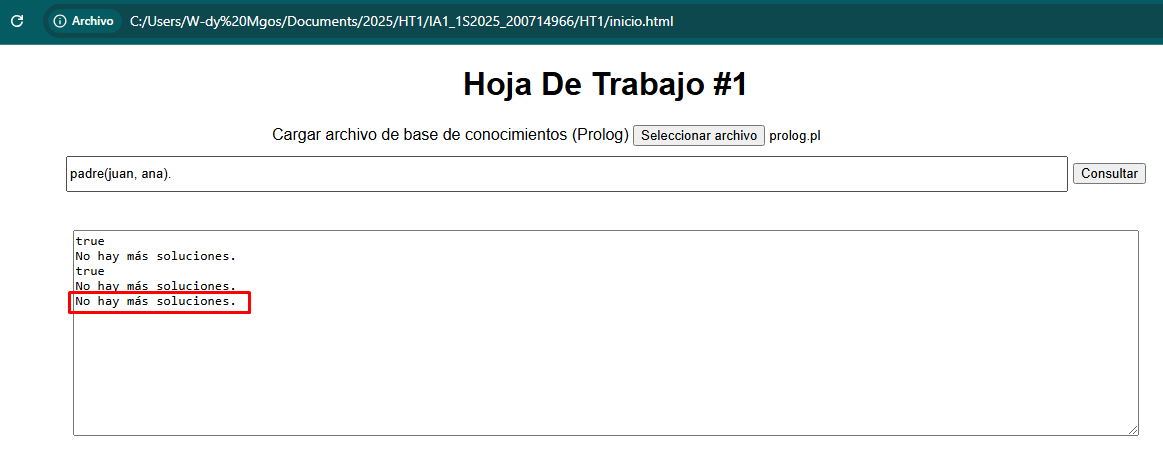 Archivo C:/Users/W-dy%20Mgos/Documents/2025/HT1/IA1_1S2025_200714966/HT1/inicio.html
Hoja De Trabajo #1
Cargar archivo de base de conocimientos (Prolog) Seleccionar archivo prolog.pl
padre(juan, ana). Consultar
true
No hay más soluciones.
true
No hay más soluciones.
No hay más soluciones.